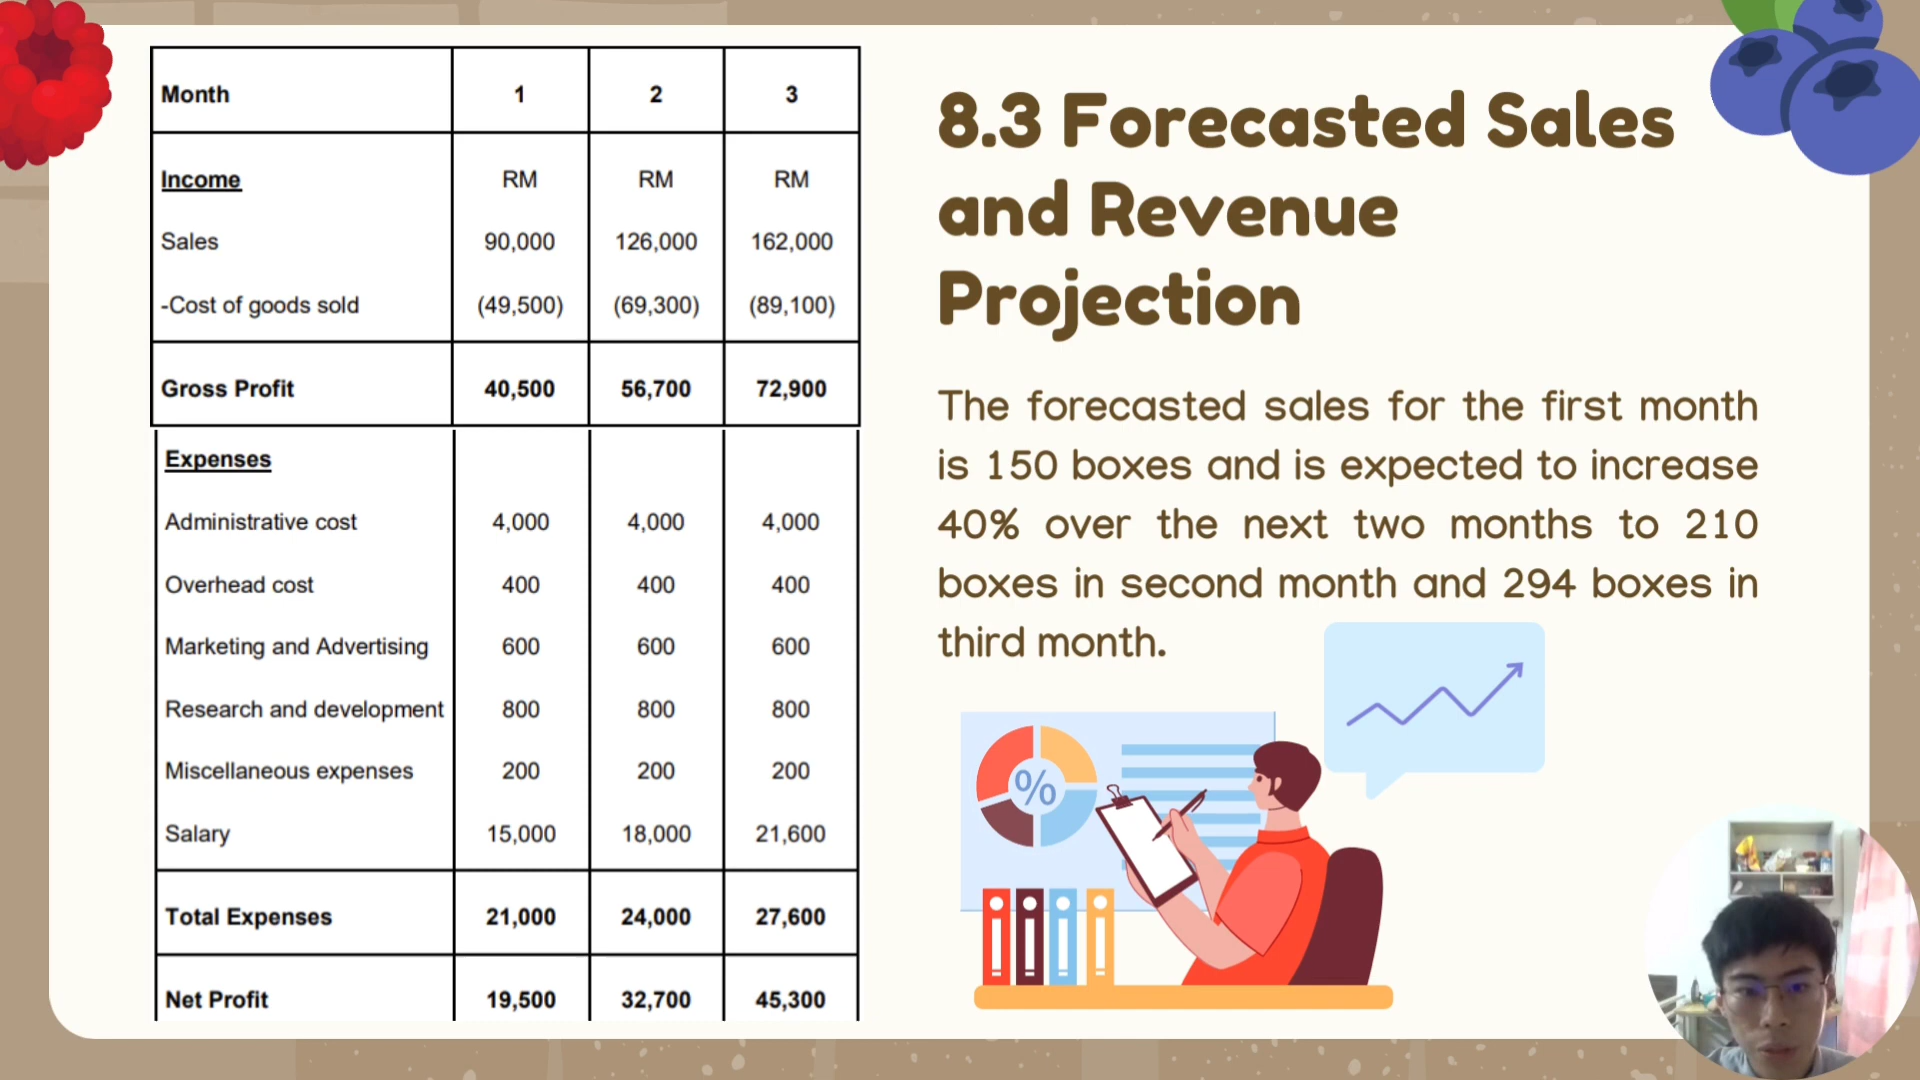 Month 1 2 3
Income RM RM RM
Sales 90,000 126,000 162,000
-Cost of goods sold (49,500) (69,300) (89,100)
Gross Profit 40,500 56,700 72,900
Expenses
Administrative cost 4,000 4,000 4,000
Overhead cost 400 400 400
Marketing and Advertising 600 600 600
Research and development 800 800 800
Miscellaneous expenses 200 200 200
Salary 15,000 18,000 21,600
Total Expenses 21,000 24,000 27,600
Net Profit 19,500 32,700 45,300
8.3 Forecasted Sales
and Revenue
Projection
The forecasted sales for the first month
is 150 boxes and is expected to increase
40% over the next two months to 210
boxes in second month and 294 boxes in
third month.
%